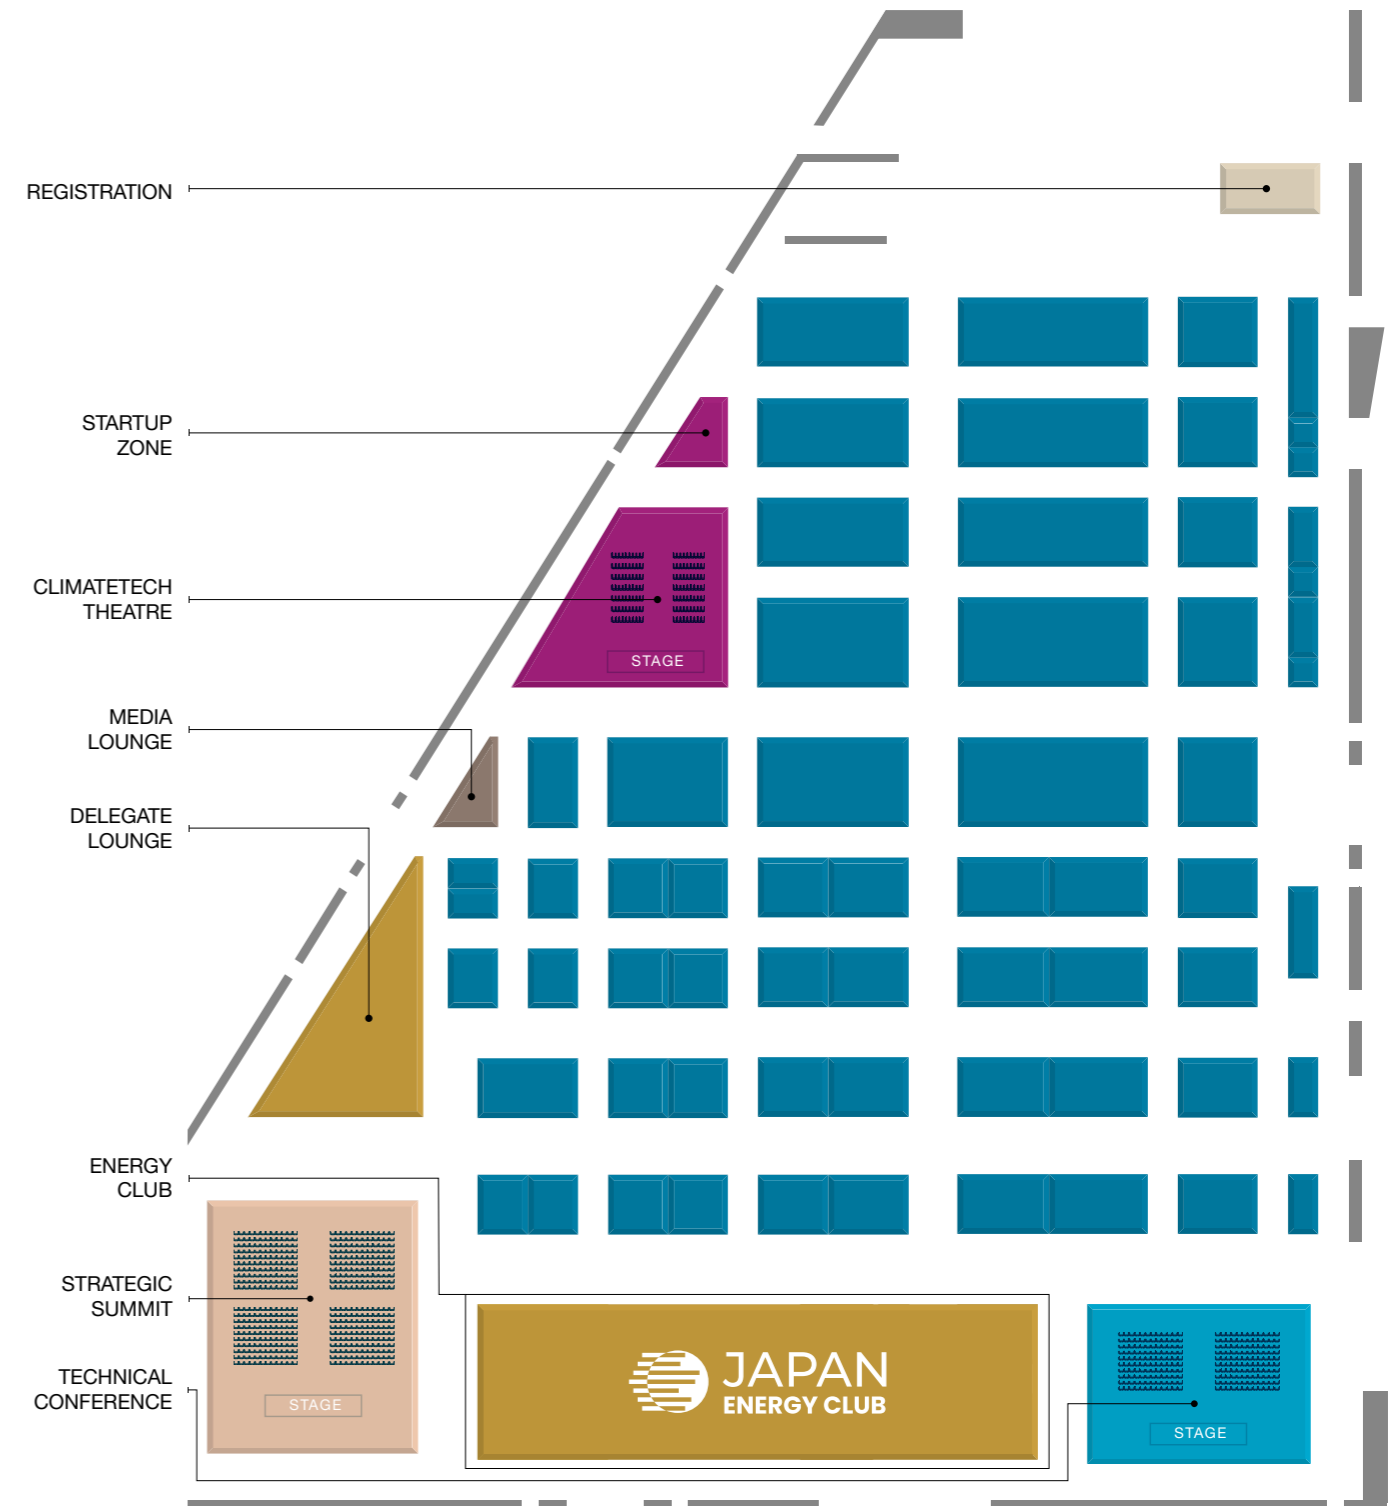 REGISTRATION
STARTUP
ZONE
CLIMATETECH
THEATRE
STAGE
MEDIA
LOUNGE
DELEGATE
LOUNGE
ENERGY
CLUB
STRATEGIC
SUMMIT
STAGE
TECHNICAL
CONFERENCE
JAPAN
ENERGY CLUB
STAGE